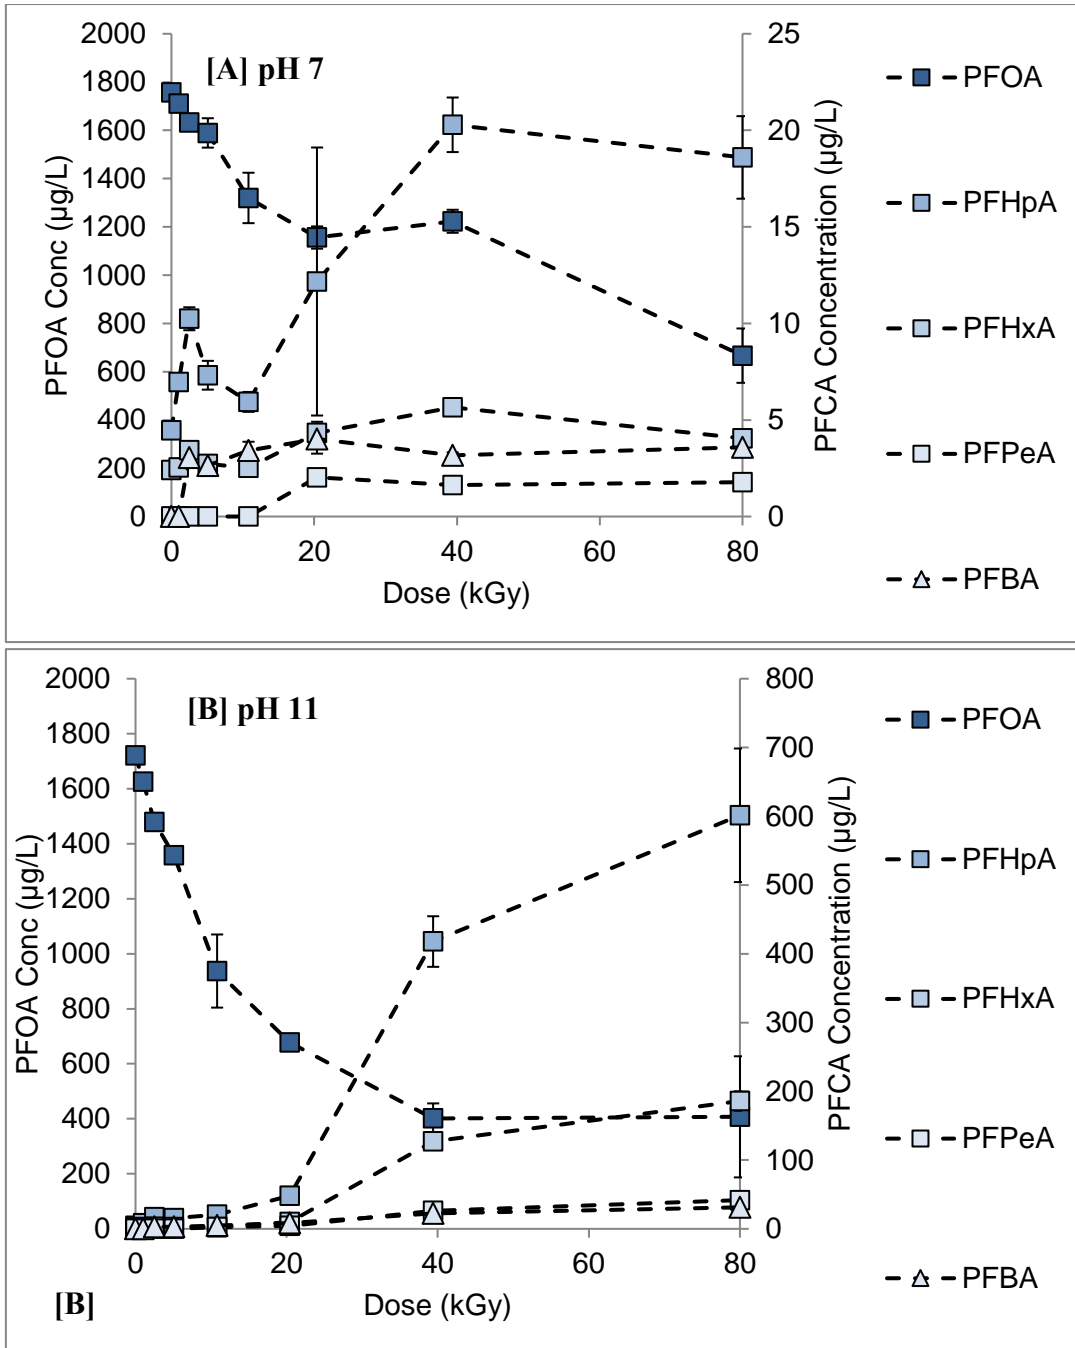 [A] pH 7
PFOA Conc (µg/L)
2000
1800
1600
1400
1200
1000
800
600
400
200
0
25
20
15
10
5
0
PFCA Concentration (µg/L)
0 20 40 60 80
Dose (kGy)
PFOA
PFHpA
PFHxA
PFPeA
PFBA
[B] pH 11
PFOA Conc (µg/L)
2000
1800
1600
1400
1200
1000
800
600
400
200
0
800
700
600
500
400
300
200
100
0
PFCA Concentration (µg/L)
0 20 40 60 80
Dose (kGy)
[B]
PFOA
PFHpA
PFHxA
PFPeA
PFBA